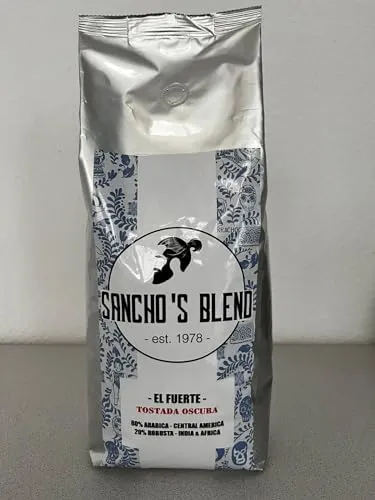 SANCHO'S BLEND
- est. 1978 -
- EL FUERTE -
TOSTADA OSCURA
80% ARABICA - CENTRAL AMERICA
20% ROBUSTA - INDIA & AFRICA